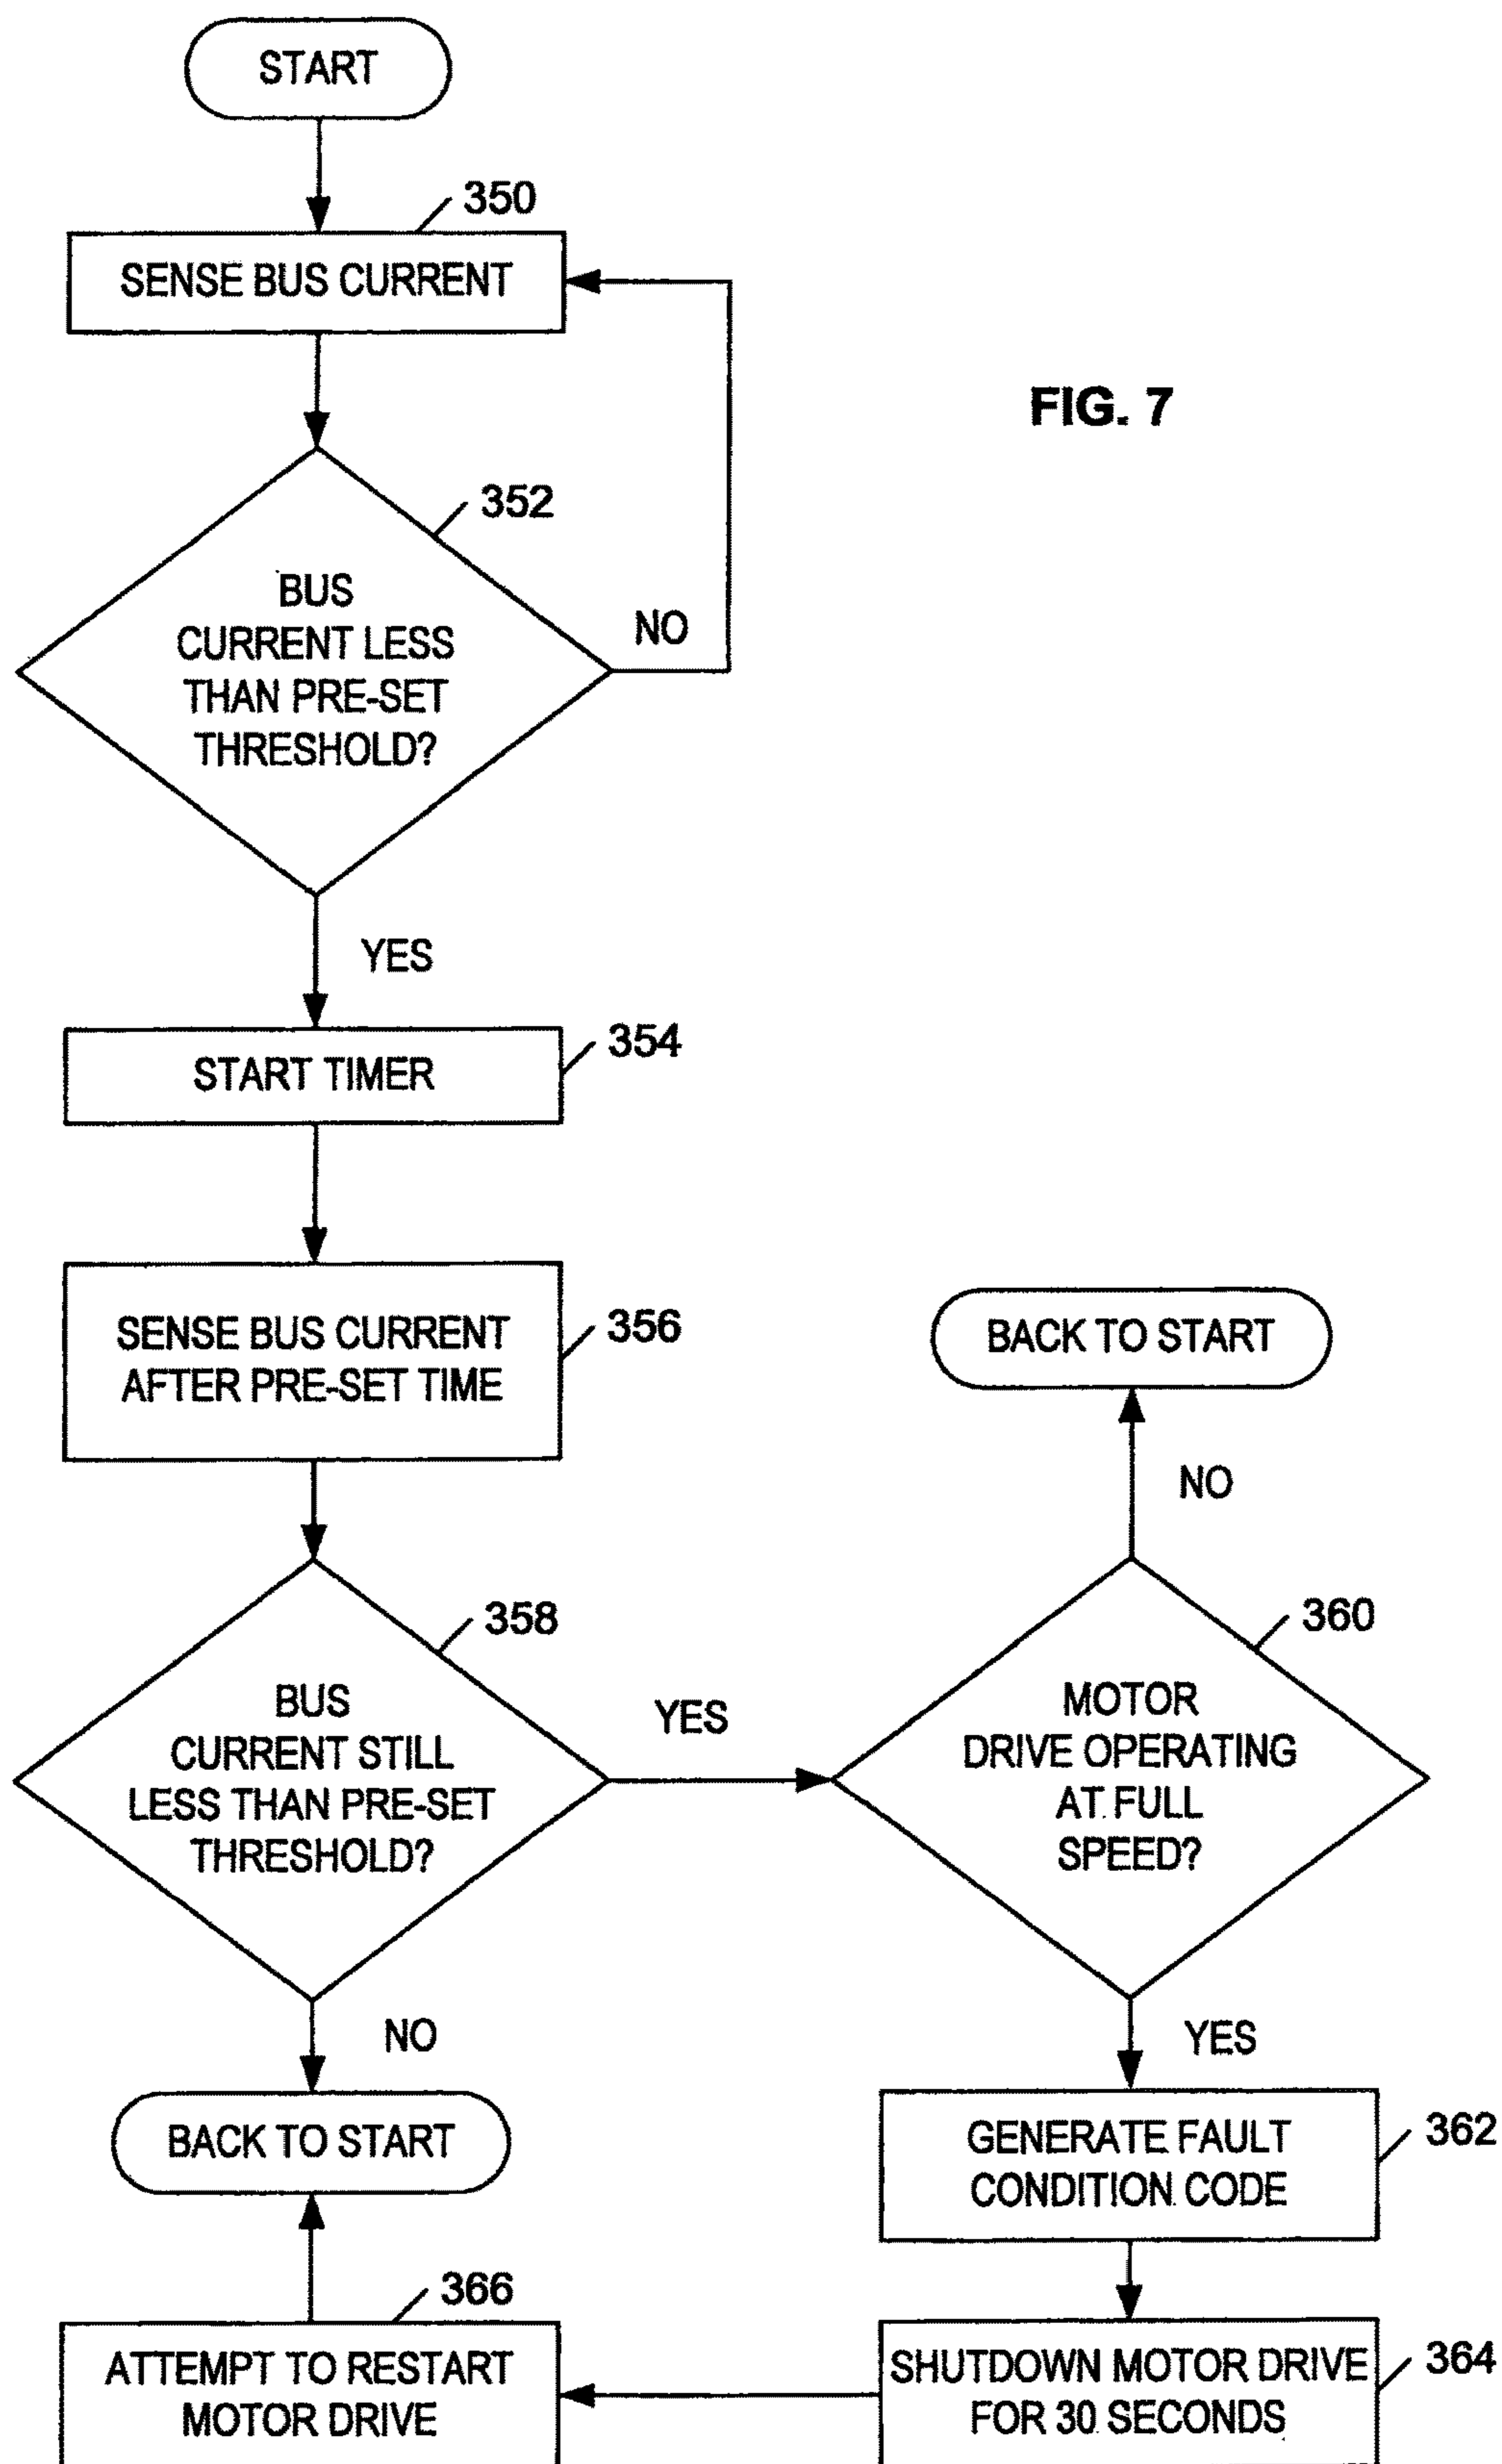 START
350
SENSE BUS CURRENT
FIG. 7
352
BUS
CURRENT LESS
THAN PRE-SET
THRESHOLD?
NO
YES
354
START TIMER
356
SENSE BUS CURRENT
AFTER PRE-SET TIME
BACK TO START
NO
358
BUS
CURRENT STILL
LESS THAN PRE-SET
THRESHOLD?
YES
360
MOTOR
DRIVE OPERATING
AT FULL
SPEED?
NO
YES
BACK TO START
362
GENERATE FAULT
CONDITION CODE
366
ATTEMPT TO RESTART
MOTOR DRIVE
364
SHUTDOWN MOTOR DRIVE
FOR 30 SECONDS